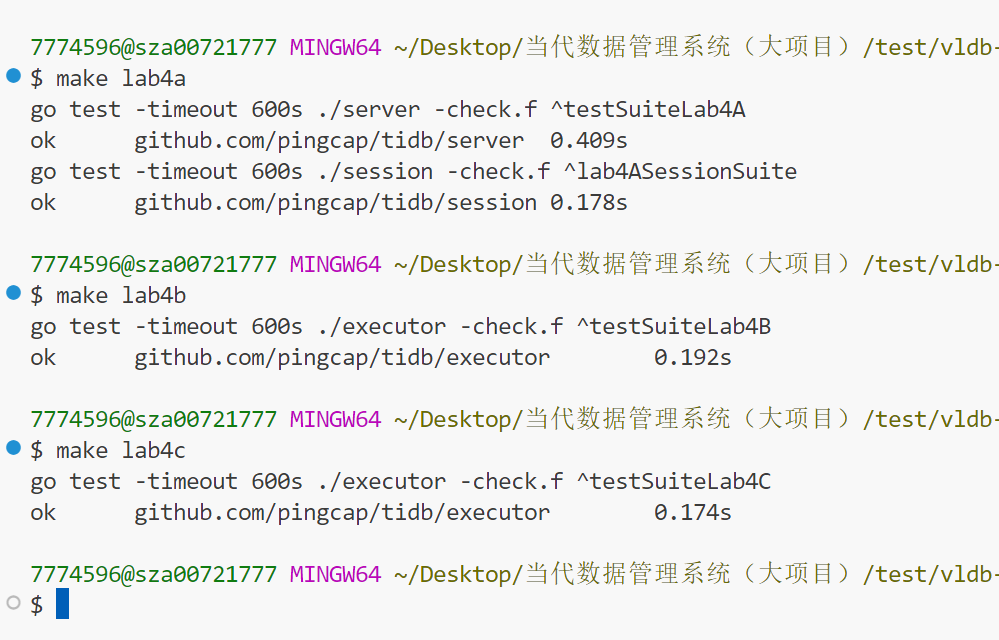 7774596@sza00721777 MINGW64 ~/Desktop/当代数据管理系统（大项目）/test/vldb-
$ make lab4a
go test -timeout 600s ./server -check.f ^testSuiteLab4A
ok      github.com/pingcap/tidb/server  0.409s
go test -timeout 600s ./session -check.f ^lab4ASessionSuite
ok      github.com/pingcap/tidb/session 0.178s
7774596@sza00721777 MINGW64 ~/Desktop/当代数据管理系统（大项目）/test/vldb-
$ make lab4b
go test -timeout 600s ./executor -check.f ^testSuiteLab4B
ok      github.com/pingcap/tidb/executor        0.192s
7774596@sza00721777 MINGW64 ~/Desktop/当代数据管理系统（大项目）/test/vldb-
$ make lab4c
go test -timeout 600s ./executor -check.f ^testSuiteLab4C
ok      github.com/pingcap/tidb/executor        0.174s
7774596@sza00721777 MINGW64 ~/Desktop/当代数据管理系统（大项目）/test/vldb-
$